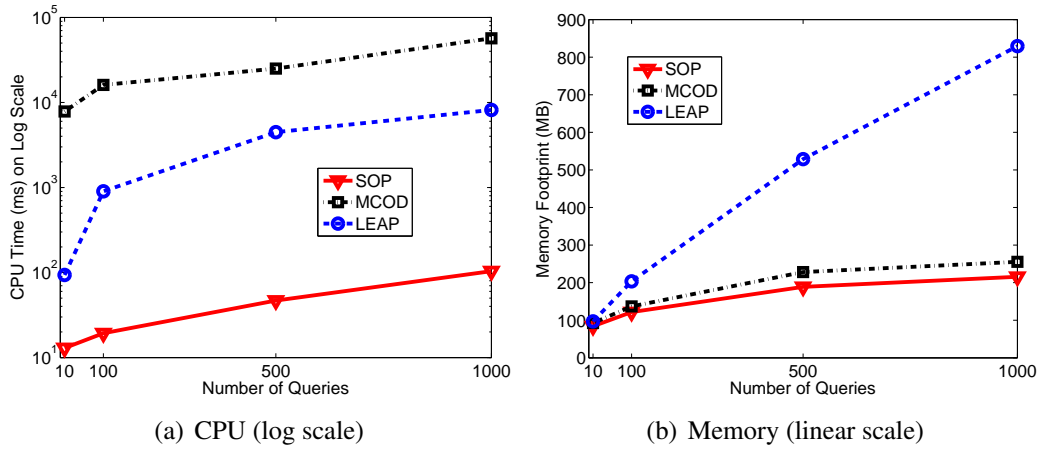 10^5
10^4
10^3
10^2
10^1
CPU Time (ms) on Log Scale
SOP
MCOD
LEAP
10 100 500 1000
Number of Queries
(a) CPU (log scale)
900
800
700
600
500
400
300
200
100
0
Memory Footprint (MB)
SOP
MCOD
LEAP
10 100 500 1000
Number of Queries
(b) Memory (linear scale)